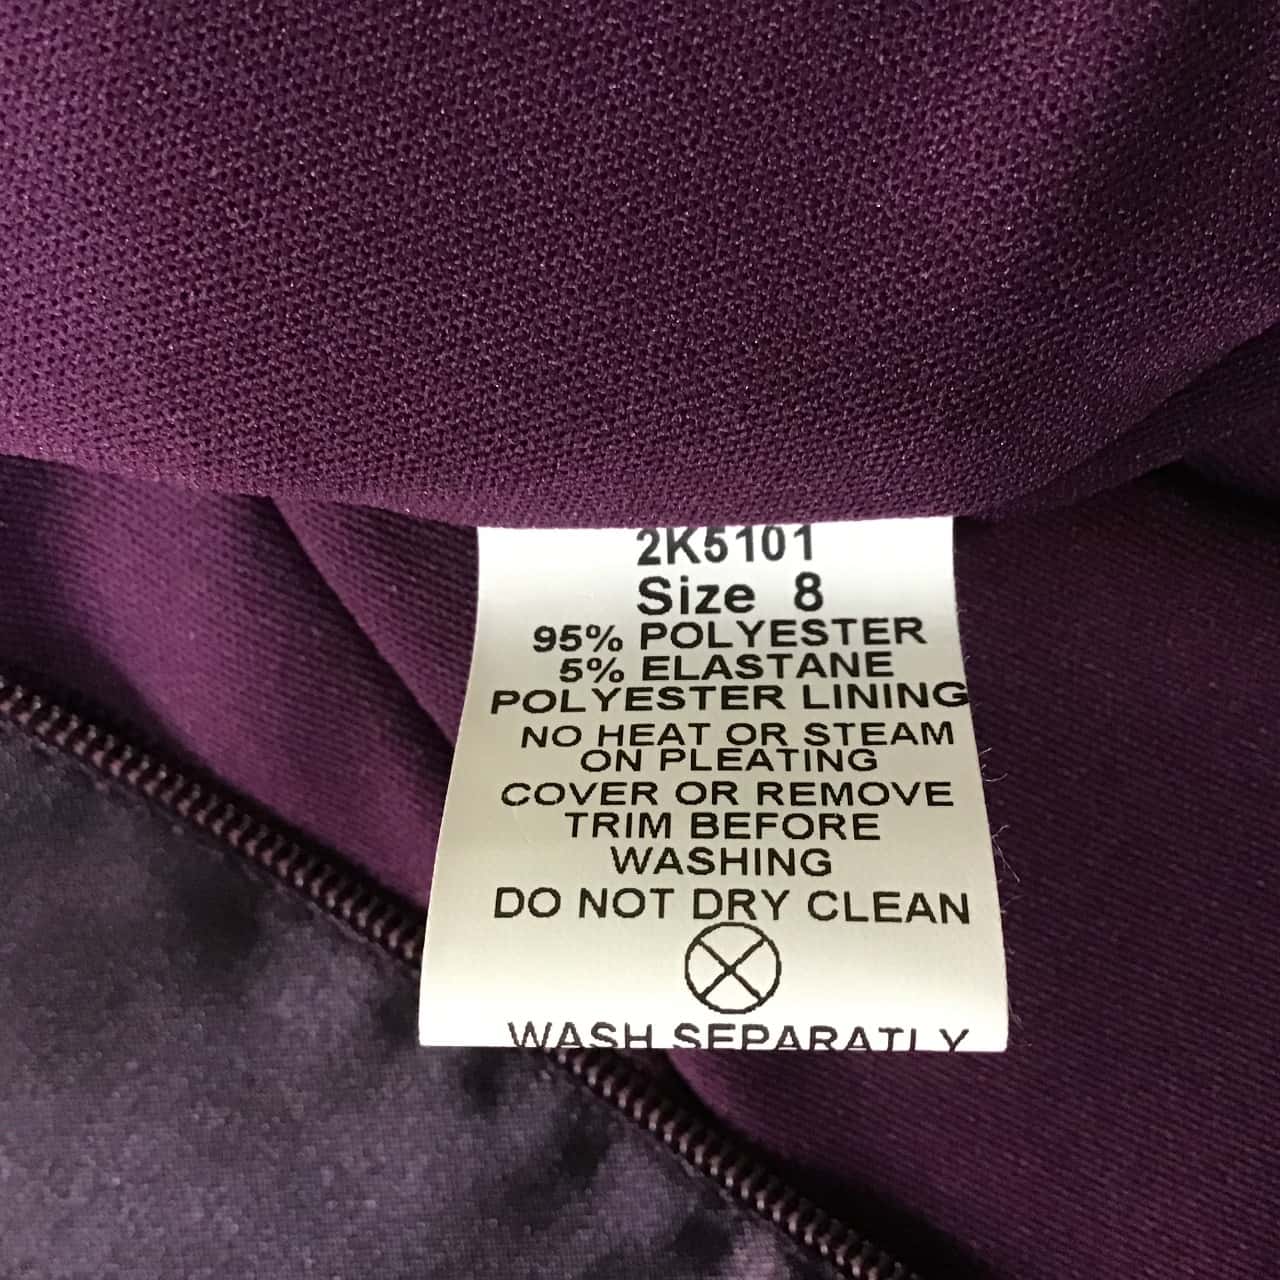 2K5101
Size 8
95% POLYESTER
5% ELASTANE
POLYESTER LINING
NO HEAT OR STEAM
ON PLEATING
COVER OR REMOVE
TRIM BEFORE
WASHING
DO NOT DRY CLEAN
WASH SEPARATLY